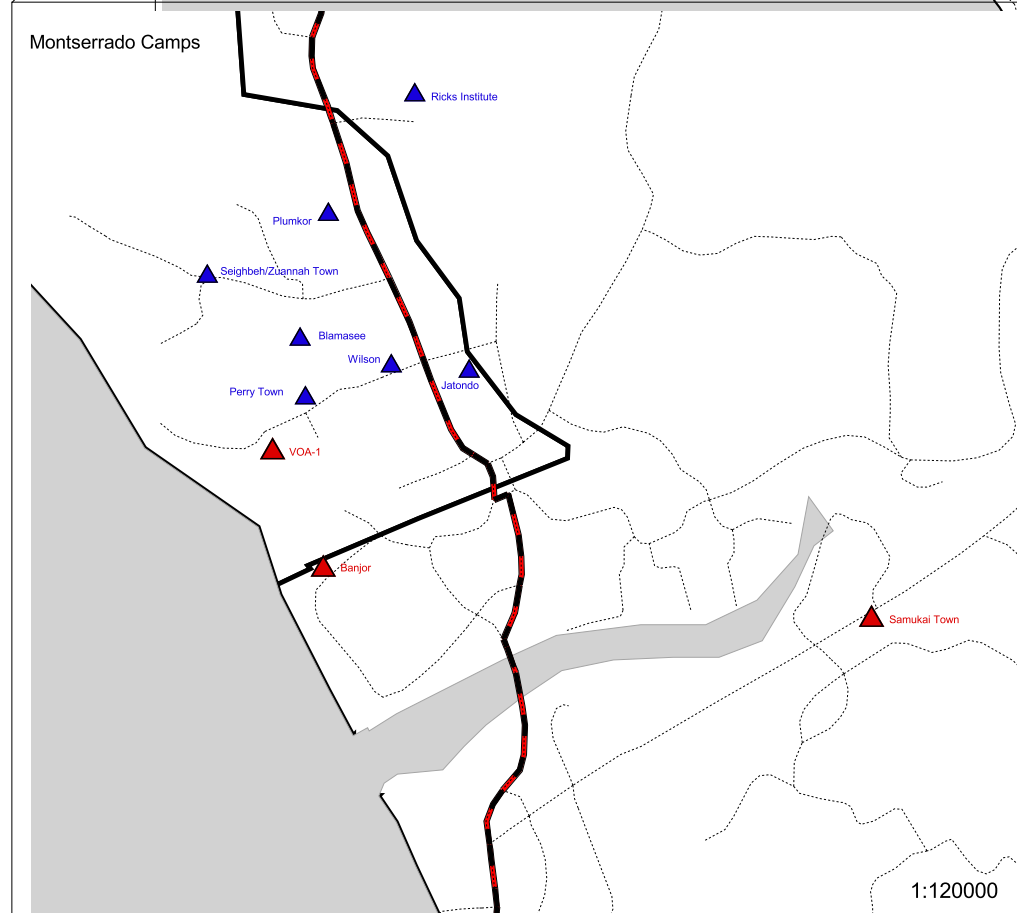 Montserrado Camps
Ricks Institute
Plumkor
Seighbeh/Zuannah Town
Blamasee
Wilson
Jatondo
Perry Town
VOA-1
Banjor
Samukai Town
1:120000